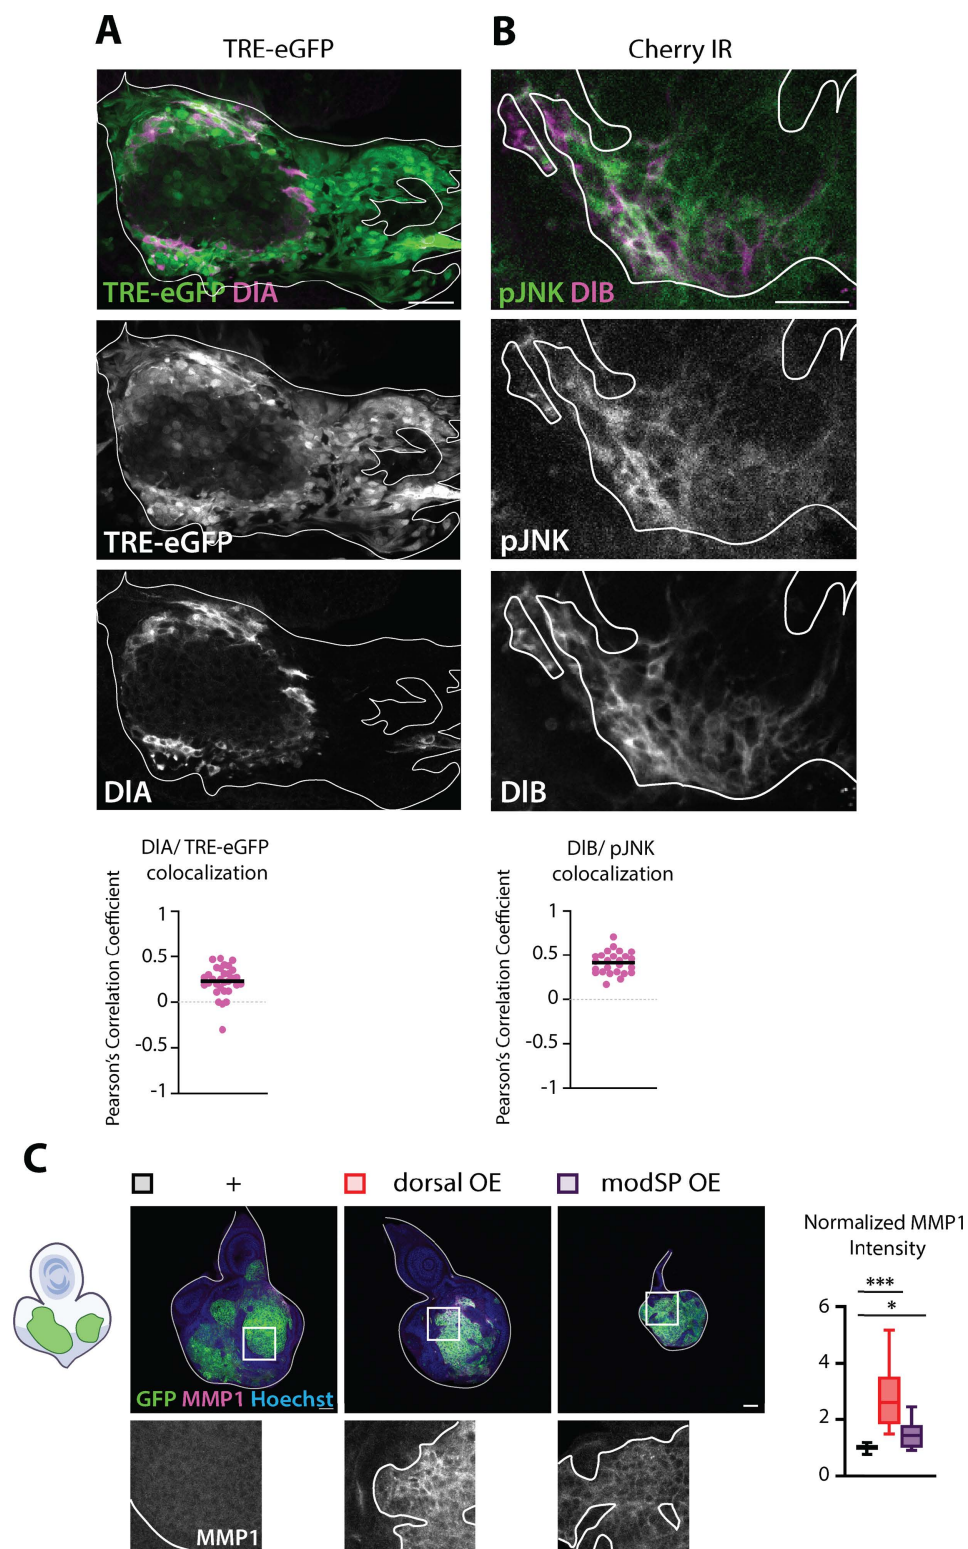 A
TRE-eGFP
TRE-eGFP DlA
TRE-eGFP
DlA
DlA/ TRE-eGFP
colocalization
Pearson's Correlation Coefficient
1
0.5
0
-0.5
-1
B
Cherry IR
pJNK DlB
pJNK
DlB
DlB/ pJNK
colocalization
Pearson's Correlation Coefficient
1
0.5
0
-0.5
-1
C
+
dorsal OE
modSP OE
GFP MMP1 Hoechst
MMP1
Normalized MMP1
Intensity
***
*
6
4
2
0